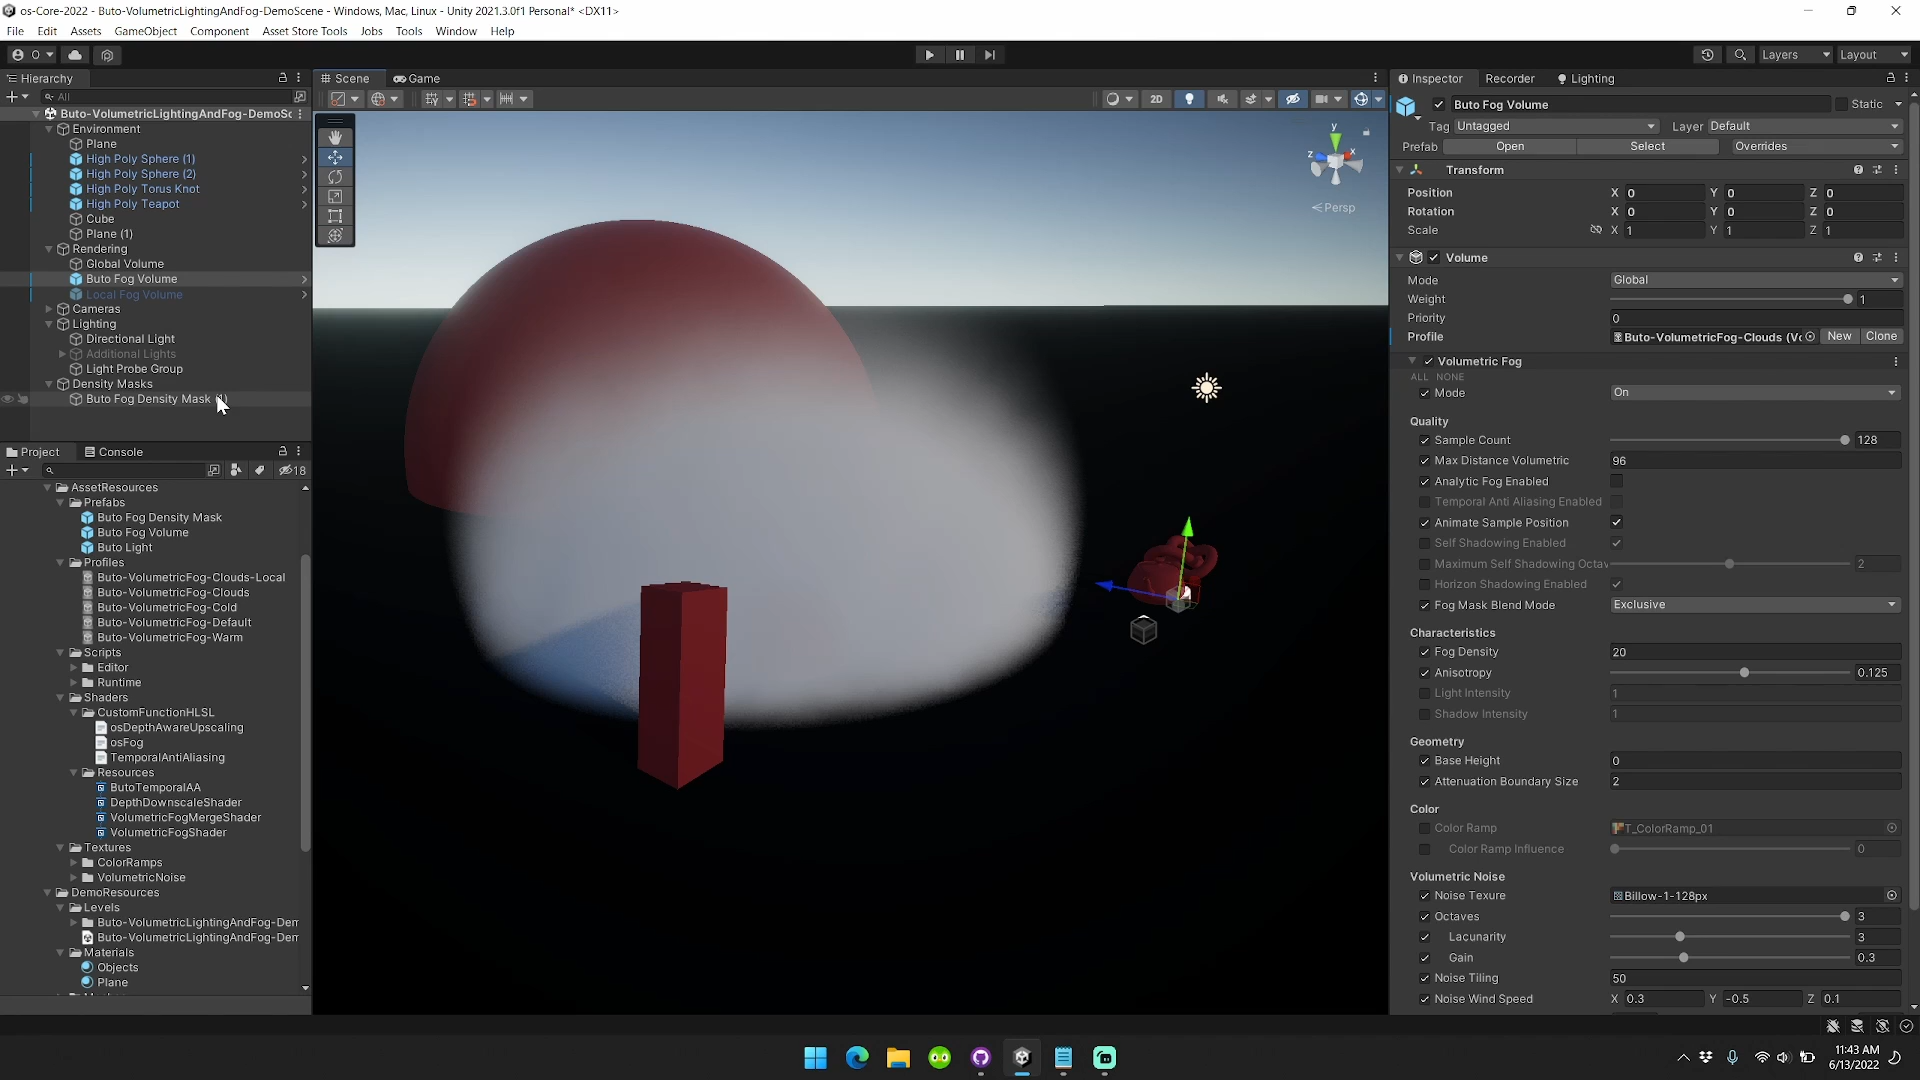 os-Core-2022 - Buto-VolumetricLightingAndFog-DemoScene - Windows, Mac, Linux - Unity 2021.3.0f1 Personal* <DX11>
File Edit Assets GameObject Component Asset Store Tools Jobs Tools Window Help
O Layers Layout
Hierarchy
All
Buto-VolumetricLightingAndFog-DemoSc
Environment
Plane
High Poly Sphere (1)
High Poly Sphere (2)
High Poly Torus Knot
High Poly Teapot
Cube
Plane (1)
Rendering
Global Volume
Buto Fog Volume
Local Fog Volume
Cameras
Lighting
Directional Light
Additional Lights
Light Probe Group
Density Masks
Buto Fog Density Mask
Project Console
18
AssetResources
Prefabs
Buto Fog Density Mask
Buto Fog Volume
Buto Light
Profiles
Buto-VolumetricFog-Clouds-Local
Buto-VolumetricFog-Clouds
Buto-VolumetricFog-Cold
Buto-VolumetricFog-Default
Buto-VolumetricFog-Warm
Scripts
Editor
Runtime
Shaders
CustomFunctionHLSL
osDepthAwareUpscaling
osFog
TemporalAntiAliasing
Resources
ButoTemporalAA
DepthDownscaleShader
VolumetricFogMergeShader
VolumetricFogShader
Textures
ColorRamps
VolumetricNoise
DemoResources
Levels
Buto-VolumetricLightingAndFog-Dem
Buto-VolumetricLightingAndFog-Dem
Materials
Objects
Plane
Scene Game
2D
y
z x
Persp
Inspector Recorder Lighting
Buto Fog Volume Static
Tag Untagged Layer Default
Prefab Open Select Overrides
Transform
Position X 0 Y 0 Z 0
Rotation X 0 Y 0 Z 0
Scale X 1 Y 1 Z 1
Volume
Mode Global
Weight 1
Priority 0
Profile Buto-VolumetricFog-Clouds (Vo New Clone
Volumetric Fog
ALL NONE
Mode On
Quality
Sample Count 128
Max Distance Volumetric 96
Analytic Fog Enabled
Temporal Anti Aliasing Enabled
Animate Sample Position
Self Shadowing Enabled
Maximum Self Shadowing Octav 2
Horizon Shadowing Enabled
Fog Mask Blend Mode Exclusive
Characteristics
Fog Density 20
Anisotropy 0.125
Light Intensity 1
Shadow Intensity 1
Geometry
Base Height 0
Attenuation Boundary Size 2
Color
Color Ramp T_ColorRamp_01
Color Ramp Influence 0
Volumetric Noise
Noise Texure Billow-1-128px
Octaves 3
Lacunarity 3
Gain 0.3
Noise Tiling 50
Noise Wind Speed X 0.3 Y -0.5 Z 0.1
11:43 AM
6/13/2022